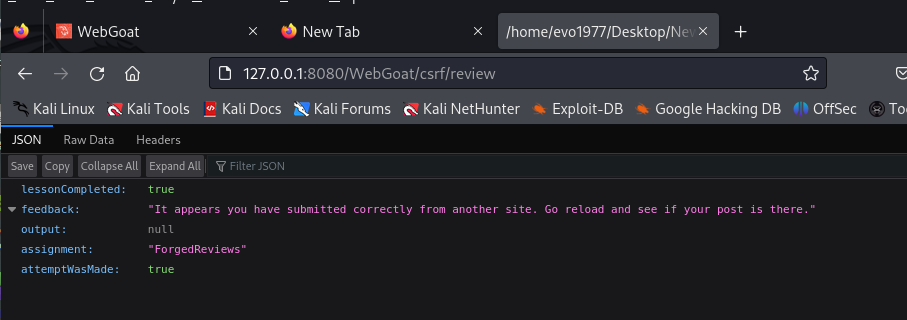 WebGoat
New Tab
/home/evo1977/Desktop/Nev
127.0.0.1:8080/WebGoat/csrf/review
Kali Linux Kali Tools Kali Docs Kali Forums Kali NetHunter Exploit-DB Google Hacking DB OffSec
JSON Raw Data Headers
Save Copy Collapse All Expand All Filter JSON
lessonCompleted: true
feedback: "It appears you have submitted correctly from another site. Go reload and see if your post is there."
output: null
assignment: "ForgedReviews"
attemptWasMade: true